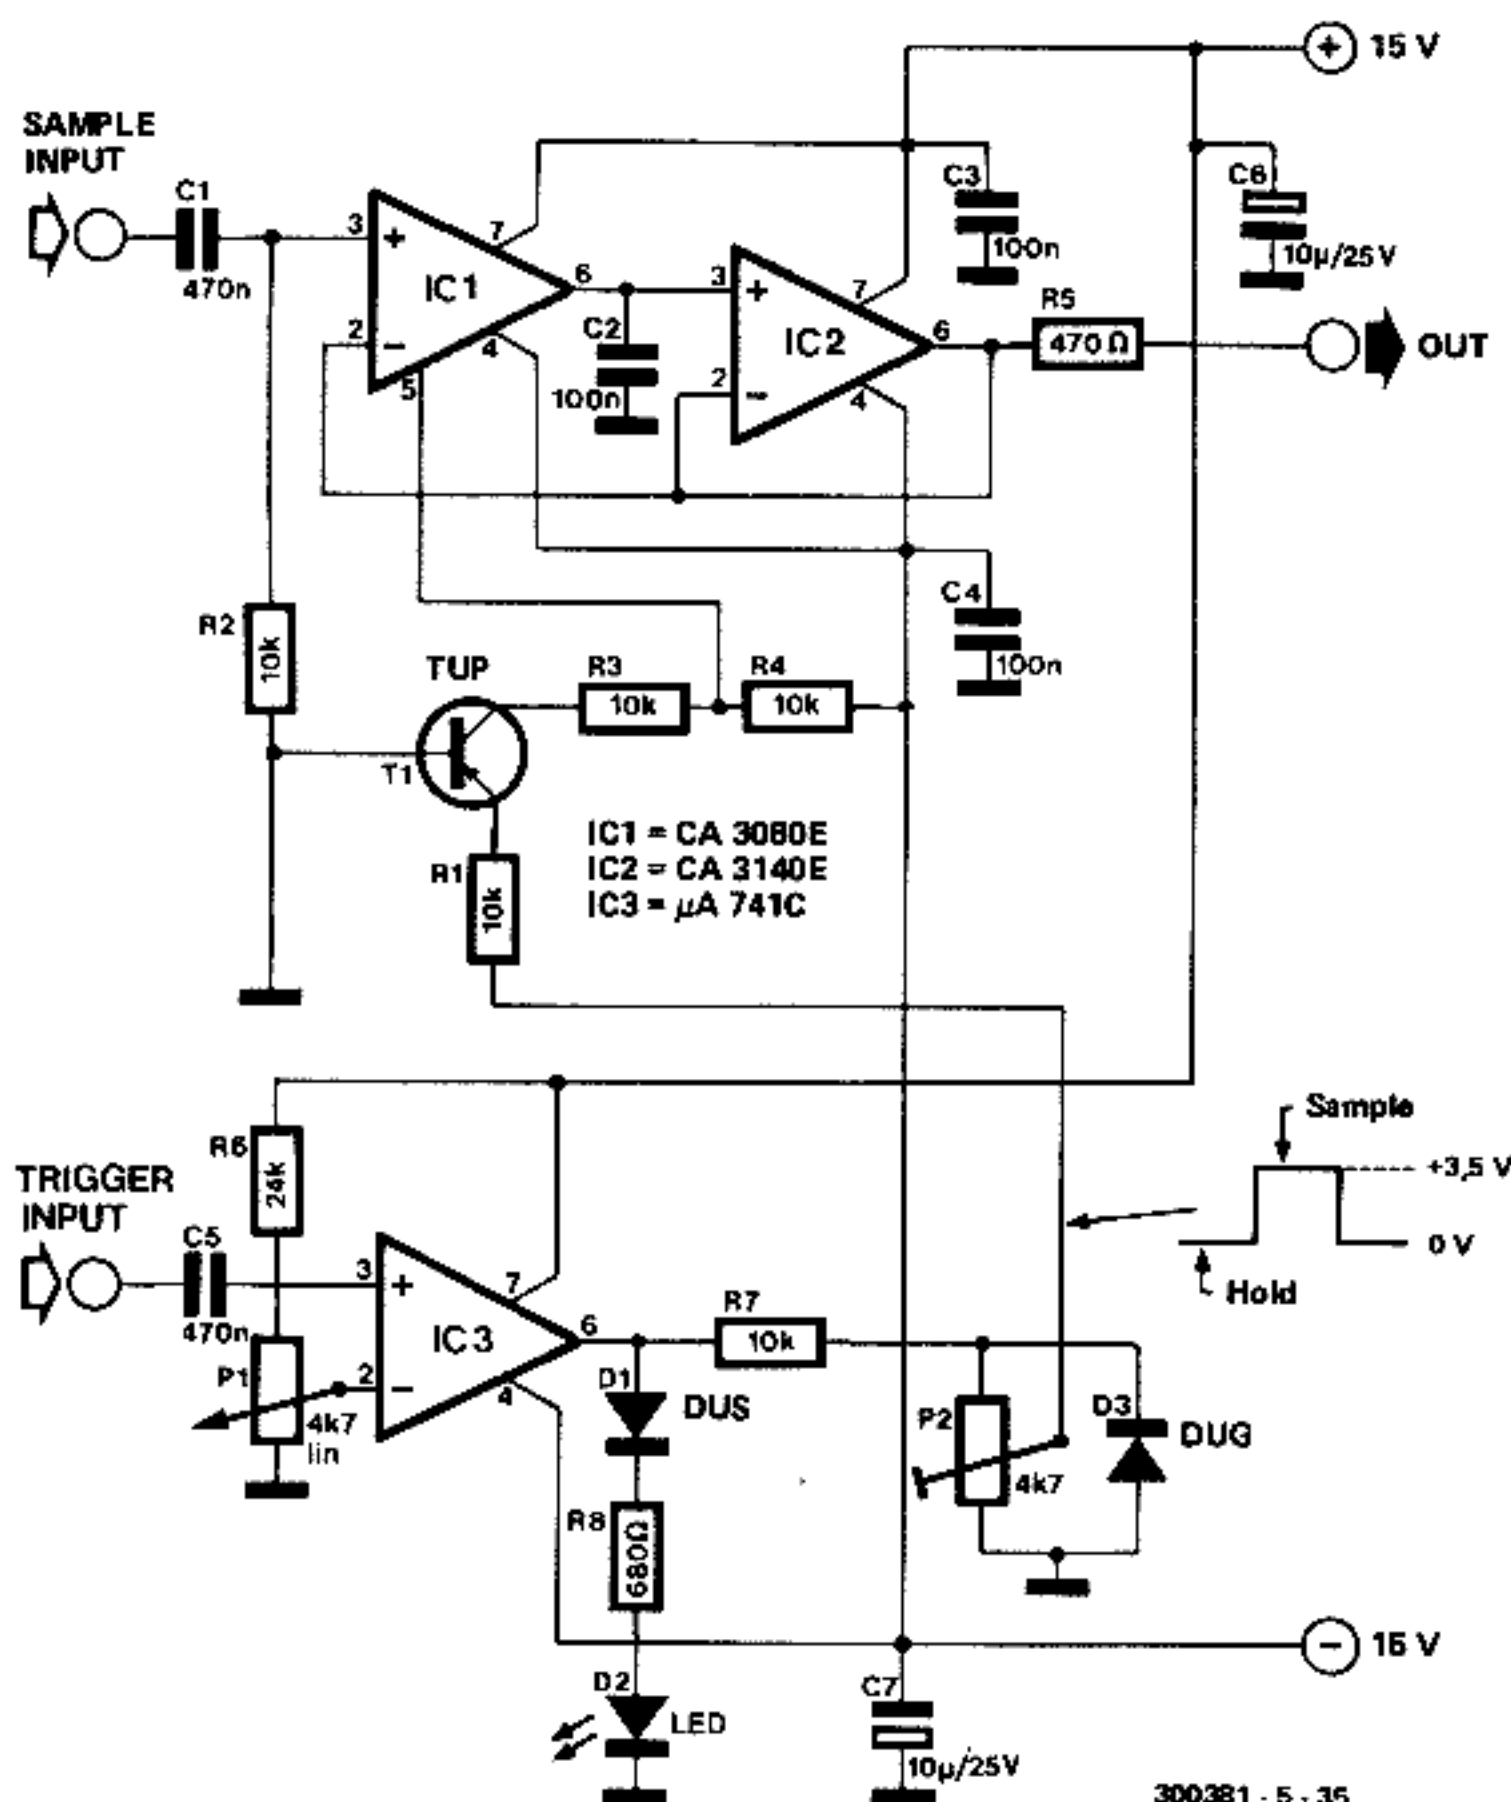 + 15 V
SAMPLE
INPUT
C1
470n
3
+
2
−
IC1
7
6
4
5
C2
100n
3
+
2
−
IC2
7
6
4
C3
100n
C6
10µ/25V
R5
470Ω
OUT
C4
100n
R2
10k
TUP
T1
R3
10k
R4
10k
R1
10k
IC1 = CA 3080E
IC2 = CA 3140E
IC3 = µA 741C
Sample
+3,5 V
0 V
Hold
TRIGGER
INPUT
C5
470n
R6
24k
P1
4k7
lin
3
+
2
−
IC3
7
6
4
R7
10k
D1
DUS
R8
680Ω
D2
LED
P2
4k7
D3
DUG
− 15 V
C7
10µ/25V
300381 - 5 - 35